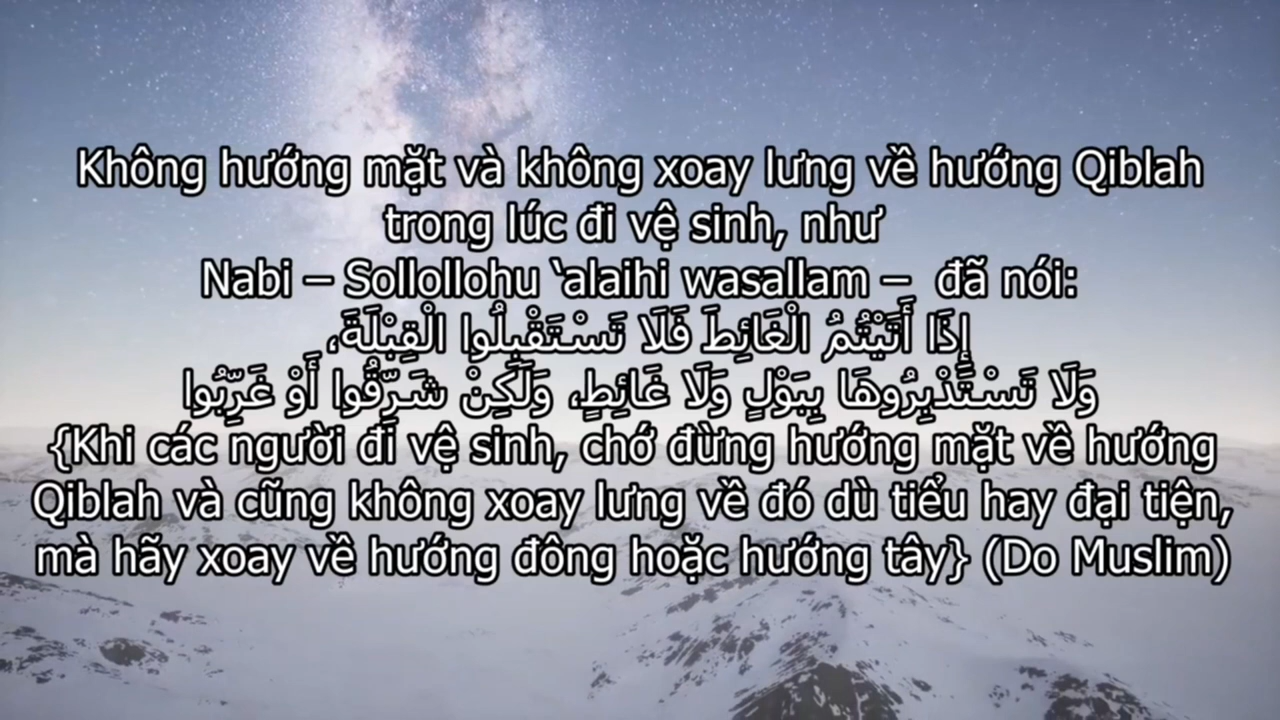 Không hướng mặt và không xoay lưng về hướng Qiblah
trong lúc đi vệ sinh, như
Nabi – Sollollohu ‘alaihi wasallam – đã nói:
إِذَا أَتَيْتُمُ الْغَائِطَ فَلَا تَسْتَقْبِلُوا الْقِبْلَةَ،
وَلَا تَسْتَدْبِرُوهَا بِبَوْلٍ وَلَا غَائِطٍ، وَلَكِنْ شَرِّقُوا أَوْ غَرِّبُوا
{Khi các người đi vệ sinh, chớ đừng hướng mặt về hướng
Qiblah và cũng không xoay lưng về đó dù tiểu hay đại tiện,
mà hãy xoay về hướng đông hoặc hướng tây} (Do Muslim)